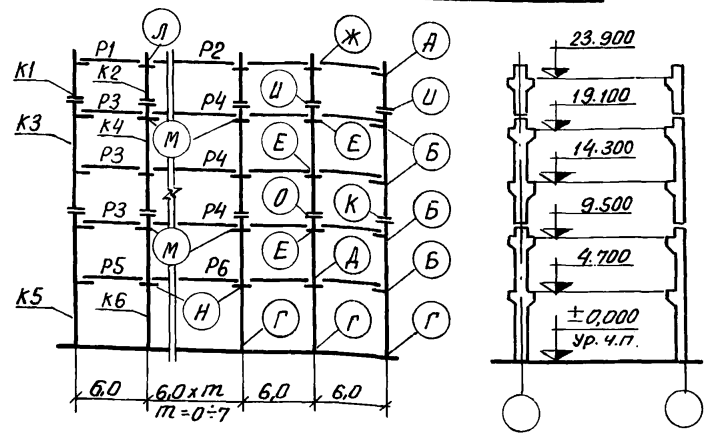 Л Ж А
Р1 Р2
К1 К2 И И
Р3 Р4
К3 К4 М Е Е Б
Р3 Р4
О К
Р3 Р4 Б
М Е Д
Р5 Р6 Б
К5 К6 Н Г Г Г
6,0 6,0 х m 6,0 6,0
m = 0÷7
23.900
19.100
14.300
9.500
4.700
±0,000
Ур. ч.п.